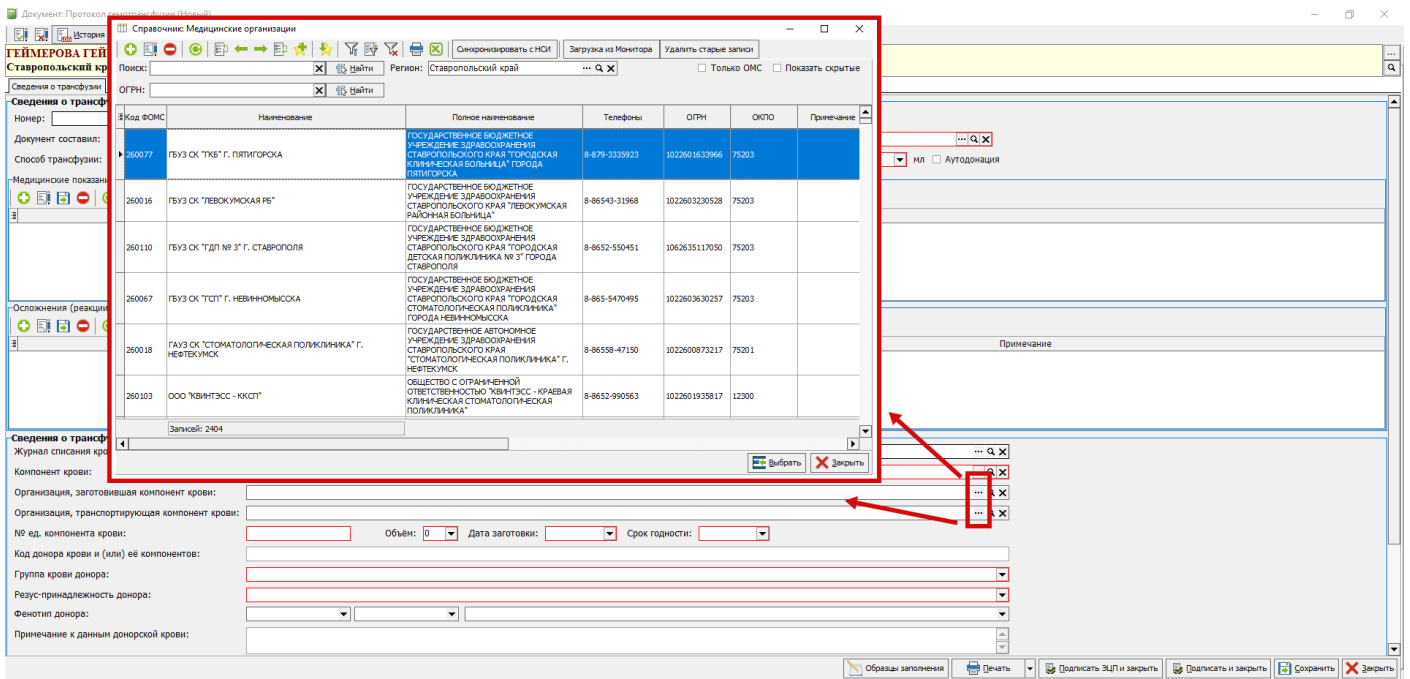 Документ: Протокол гемотрансфузии (Новый)
История
ГЕЙМЕРОВА ГЕЙ
Ставропольский кр
Сведения о трансфузии
Сведения о трансф
Номер:
Документ составил:
Способ трансфузии:
мл
Аутодонация
Медицинские показани
Осложнения (реакции
Примечание
Справочник: Медицинские организации
Синхронизировать с НСИ
Загрузка из Монитора
Удалить старые записи
Поиск:
Найти
Регион:
Ставропольский край
Только ОМС
Показать скрытые
ОГРН:
Найти
Код ФОМС Наименование Полное наименование Телефоны ОГРН ОКПО Примечание
260077 ГБУЗ СК "ГКБ" Г. ПЯТИГОРСКА
ГОСУДАРСТВЕННОЕ БЮДЖЕТНОЕ
УЧРЕЖДЕНИЕ ЗДРАВООХРАНЕНИЯ
СТАВРОПОЛЬСКОГО КРАЯ "ГОРОДСКАЯ
КЛИНИЧЕСКАЯ БОЛЬНИЦА" ГОРОДА
ПЯТИГОРСКА
8-879-3335923 1022601633966 75203
260016 ГБУЗ СК "ЛЕВОКУМСКАЯ РБ"
ГОСУДАРСТВЕННОЕ БЮДЖЕТНОЕ
УЧРЕЖДЕНИЕ ЗДРАВООХРАНЕНИЯ
СТАВРОПОЛЬСКОГО КРАЯ "ЛЕВОКУМСКАЯ
РАЙОННАЯ БОЛЬНИЦА"
8-86543-31968 1022603230528 75203
260110 ГБУЗ СК "ГДП № 3" Г. СТАВРОПОЛЯ
ГОСУДАРСТВЕННОЕ БЮДЖЕТНОЕ
УЧРЕЖДЕНИЕ ЗДРАВООХРАНЕНИЯ
СТАВРОПОЛЬСКОГО КРАЯ "ГОРОДСКАЯ
ДЕТСКАЯ ПОЛИКЛИНИКА № 3" ГОРОДА
СТАВРОПОЛЯ
8-8652-550451 1062635117050 75203
260067 ГБУЗ СК "ГСП" Г. НЕВИННОМЫССКА
ГОСУДАРСТВЕННОЕ БЮДЖЕТНОЕ
УЧРЕЖДЕНИЕ ЗДРАВООХРАНЕНИЯ
СТАВРОПОЛЬСКОГО КРАЯ "ГОРОДСКАЯ
СТОМАТОЛОГИЧЕСКАЯ ПОЛИКЛИНИКА"
ГОРОДА НЕВИННОМЫССКА
8-865-5470495 1022603630257 75203
260018 ГАУЗ СК "СТОМАТОЛОГИЧЕСКАЯ ПОЛИКЛИНИКА" Г.
НЕФТЕКУМСК
ГОСУДАРСТВЕННОЕ АВТОНОМНОЕ
УЧРЕЖДЕНИЕ ЗДРАВООХРАНЕНИЯ
СТАВРОПОЛЬСКОГО КРАЯ
"СТОМАТОЛОГИЧЕСКАЯ ПОЛИКЛИНИКА" Г.
НЕФТЕКУМСК
8-86558-47150 1022600873217 75201
260103 ООО "КВИНТЭСС - ККСП"
ОБЩЕСТВО С ОГРАНИЧЕННОЙ
ОТВЕТСТВЕННОСТЬЮ "КВИНТЭСС - КРАЕВАЯ
КЛИНИЧЕСКАЯ СТОМАТОЛОГИЧЕСКАЯ
ПОЛИКЛИНИКА"
8-8652-990563 1022601935817 12300
Записей: 2404
Выбрать
Закрыть
Сведения о трансф
Журнал списания кро
Компонент крови:
Организация, заготовившая компонент крови:
Организация, транспортирующая компонент крови:
№ ед. компонента крови:
Объём: 0
Дата заготовки:
Срок годности:
Код донора крови и (или) её компонентов:
Группа крови донора:
Резус-принадлежность донора:
Фенотип донора:
Примечание к данным донорской крови:
Образцы заполнения
Печать
Подписать ЭЦП и закрыть
Подписать и закрыть
Сохранить
Закрыть